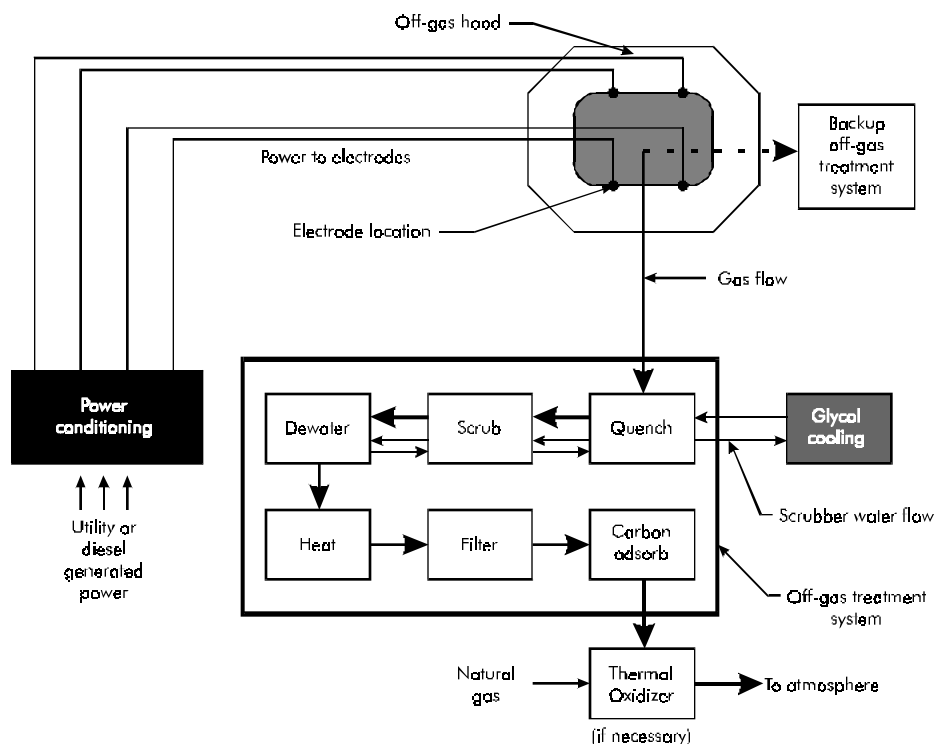 Off-gas hood
Backup
off-gas
treatment
system
Power to electrodes
Electrode location
Gas flow
Power
conditioning
Dewater
Scrub
Quench
Glycol
cooling
Utility or
diesel
generated
power
Heat
Filter
Carbon
adsorb
Scrubber water flow
Off-gas treatment
system
Natural
gas
Thermal
Oxidizer
To atmosphere
(if necessary)